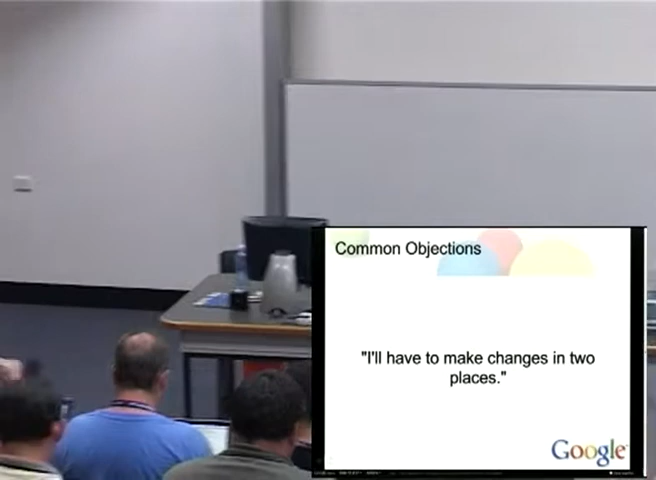 Common Objections
"I'll have to make changes in two
places."
Google